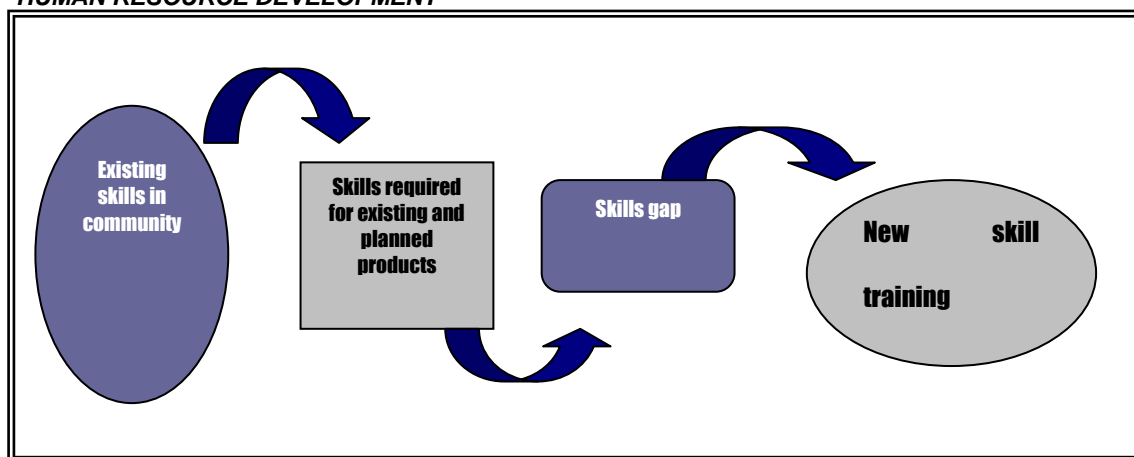 HUMAN RESOURCE DEVELOPMENT
Existing
skills in
community
Skills required
for existing and
planned
products
Skills gap
New skill
training